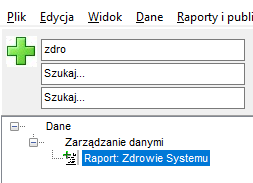 Plik Edycja Widok Dane Raporty i publi
zdro
Szukaj...
Szukaj...
Dane
Zarządzanie danymi
Raport: Zdrowie Systemu